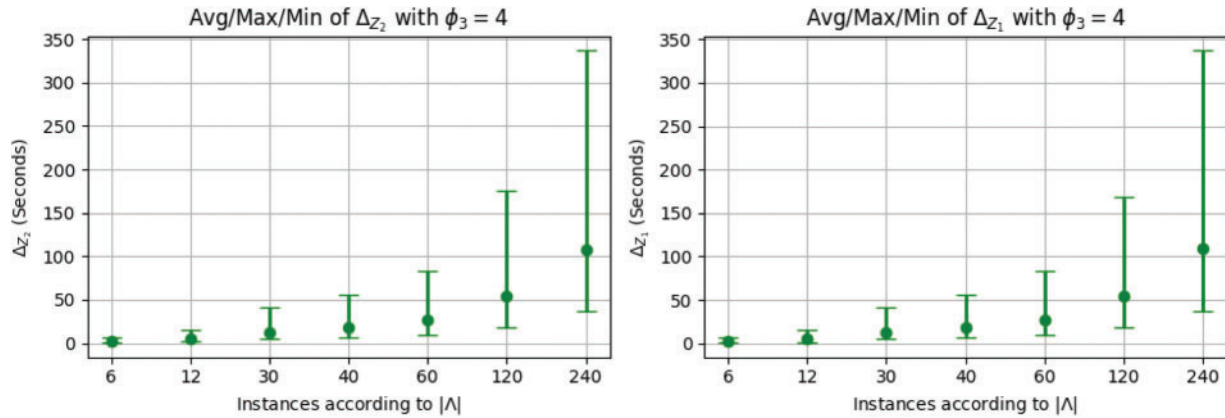 Avg/Max/Min of Δ_{Z_2} with ϕ_3 = 4
350
300
250
200
150
100
50
0
Δ_{Z_2} (Seconds)
6 12 30 40 60 120 240
Instances according to |Λ|
Avg/Max/Min of Δ_{Z_1} with ϕ_3 = 4
350
300
250
200
150
100
50
0
Δ_{Z_1} (Seconds)
6 12 30 40 60 120 240
Instances according to |Λ|